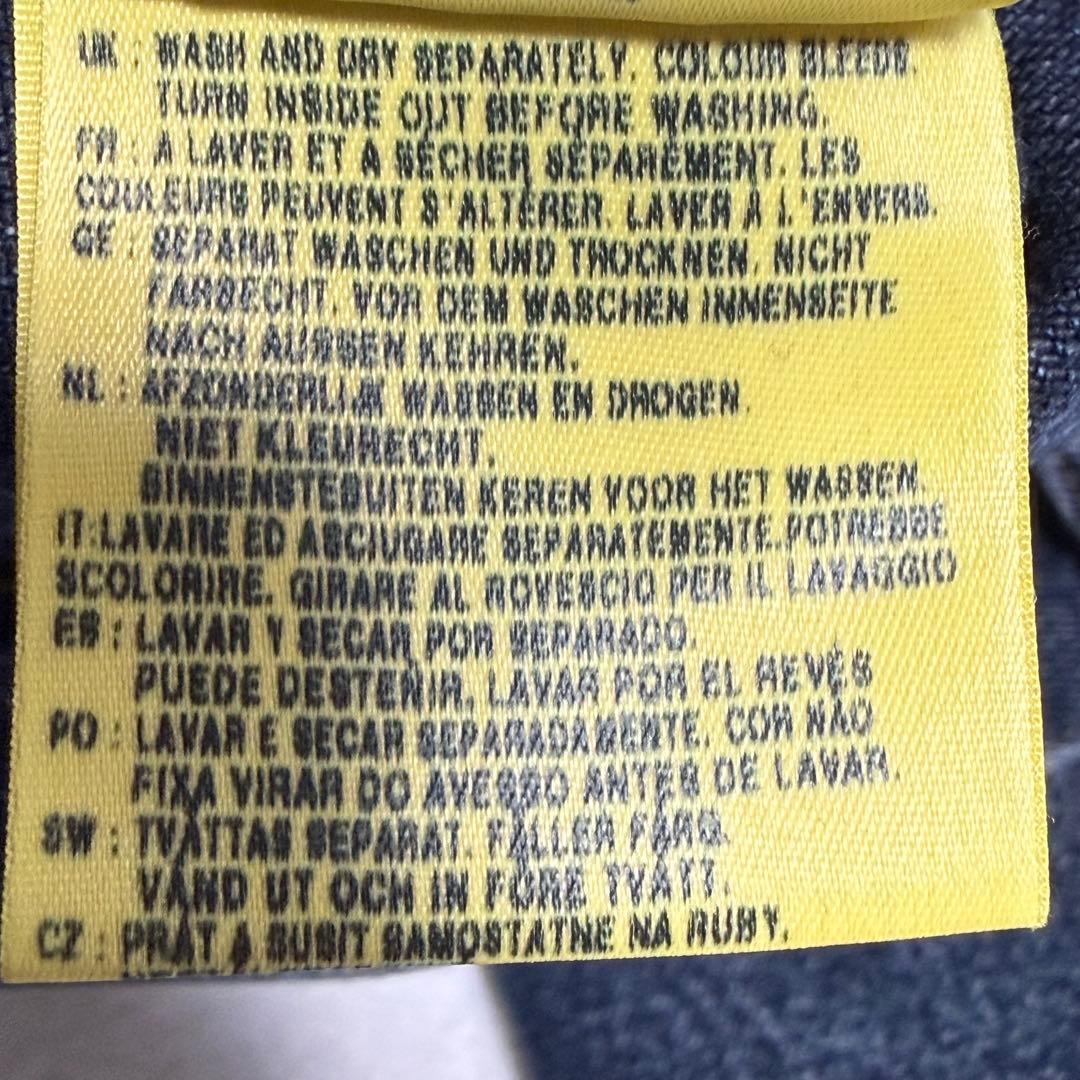 UK : WASH AND DRY SEPARATELY. COLOUR BLEEDS.
TURN INSIDE OUT BEFORE WASHING.
FR : A LAVER ET A SÉCHER SÉPARÉMENT. LES
COULEURS PEUVENT S'ALTÉRER. LAVER À L'ENVERS.
GE : SEPARAT WASCHEN UND TROCKNEN. NICHT
FARBECHT. VOR DEM WASCHEN INNENSEITE
NACH AUSSEN KEHREN.
NL : AFZONDERLIJK WASSEN EN DROGEN.
NIET KLEURECHT.
BINNENSTEBUITEN KEREN VOOR HET WASSEN.
IT:LAVARE ED ASCIUGARE SEPARATEMENTE.POTREBBE
SCOLORIRE. GIRARE AL ROVESCIO PER IL LAVAGGIO
ES : LAVAR Y SECAR POR SEPARADO.
PUEDE DESTENIR. LAVAR POR EL REVÉS
PO : LAVAR E SECAR SEPARADAMENTE. COR NÃO
FIXA VIRAR DO AVESSO ANTES DE LAVAR.
SW : TVÄTTAS SEPARAT. FÄLLER FÄRG.
VÄND UT OCH IN FÖRE TVÄTT.
CZ : PRÁT A SUSIT SAMOSTATNE NA RUBY.